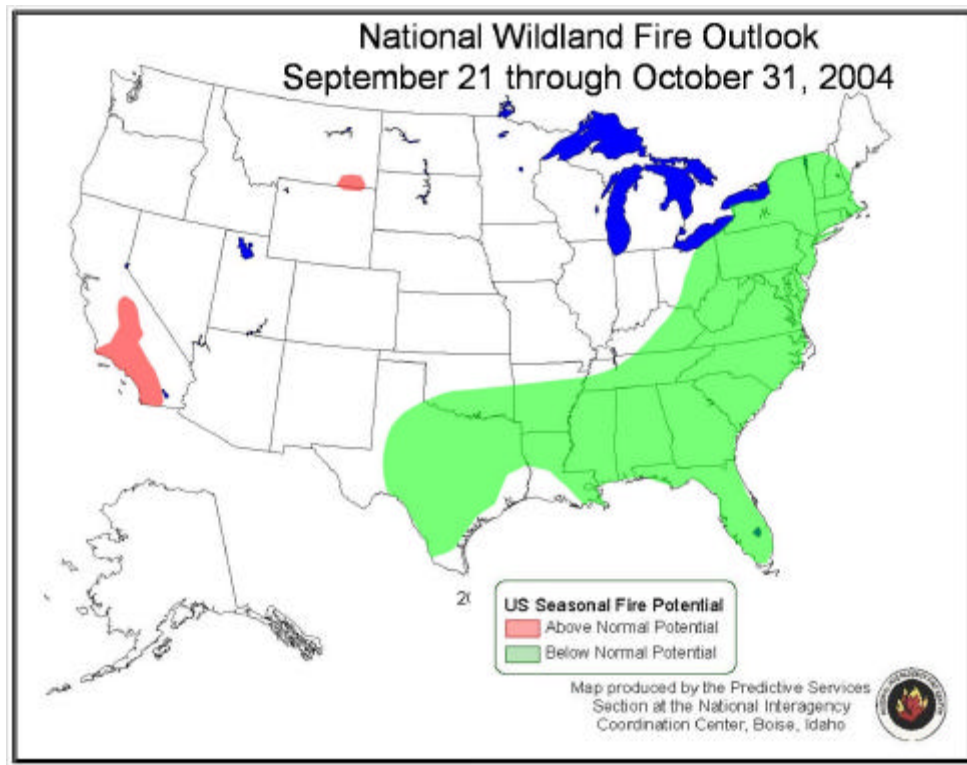 National Wildland Fire Outlook
September 21 through October 31, 2004
20
US Seasonal Fire Potential
Above Normal Potential
Below Normal Potential
Map produced by the Predictive Services
Section at the National Interagency
Coordination Center, Boise, Idaho